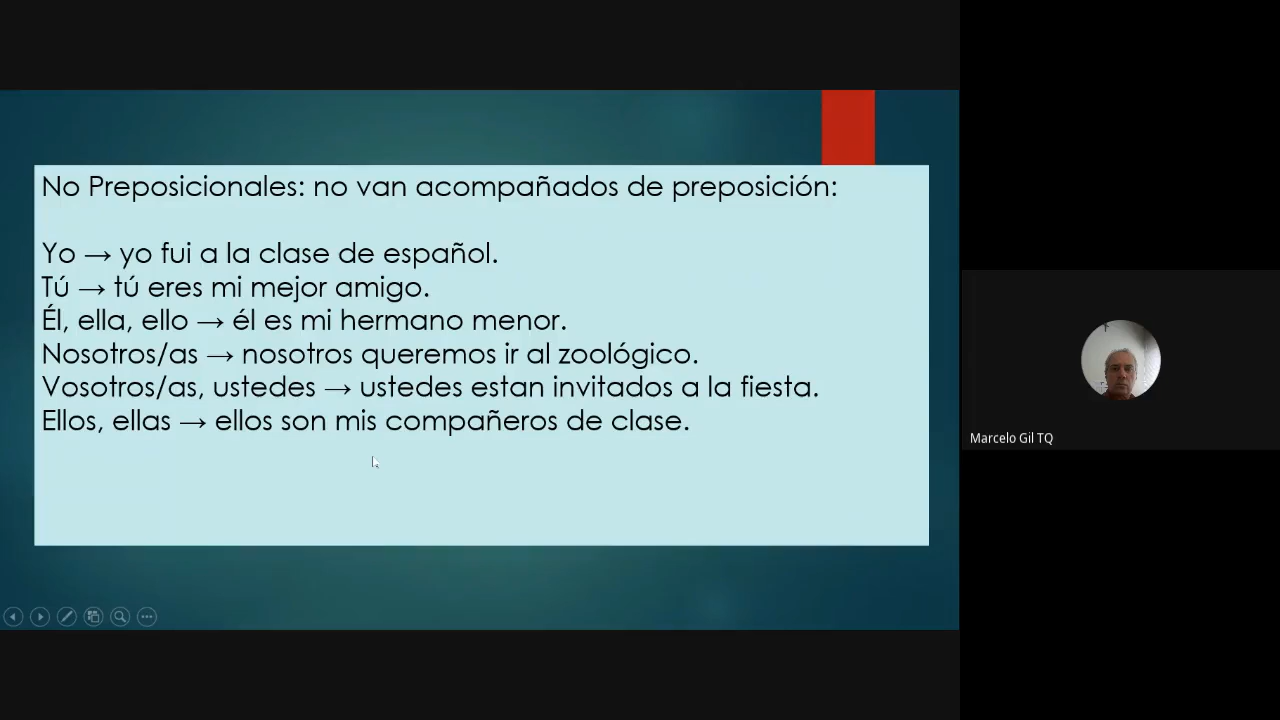 No Preposicionales: no van acompañados de preposición:
Yo → yo fui a la clase de español.
Tú → tú eres mi mejor amigo.
Él, ella, ello → él es mi hermano menor.
Nosotros/as → nosotros queremos ir al zoológico.
Vosotros/as, ustedes → ustedes estan invitados a la fiesta.
Ellos, ellas → ellos son mis compañeros de clase.
Marcelo Gil TQ